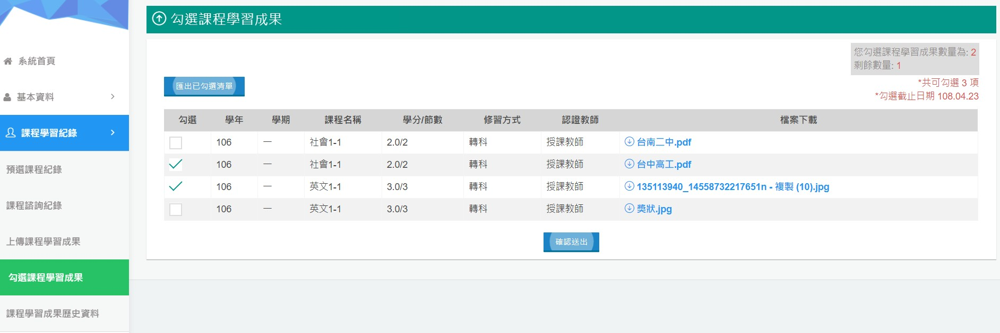 勾選課程學習成果
系統首頁
基本資料
課程學習紀錄
預選課程紀錄
課程諮詢紀錄
上傳課程學習成果
勾選課程學習成果
課程學習成果歷史資料
您勾選課程學習成果數量為: 2
剩餘數量: 1
*共可勾選 3 項
*勾選截止日期 108.04.23
匯出已勾選清單
勾選 學年 學期 課程名稱 學分/節數 修習方式 認證教師 檔案下載
106 一 社會1-1 2.0/2 轉科 授課教師 台南二中.pdf
106 一 社會1-1 2.0/2 轉科 授課教師 台中高工.pdf
106 一 英文1-1 3.0/3 轉科 授課教師 135113940_14558732217651n - 複製 (10).jpg
106 一 英文1-1 3.0/3 轉科 授課教師 獎狀.jpg
確認送出